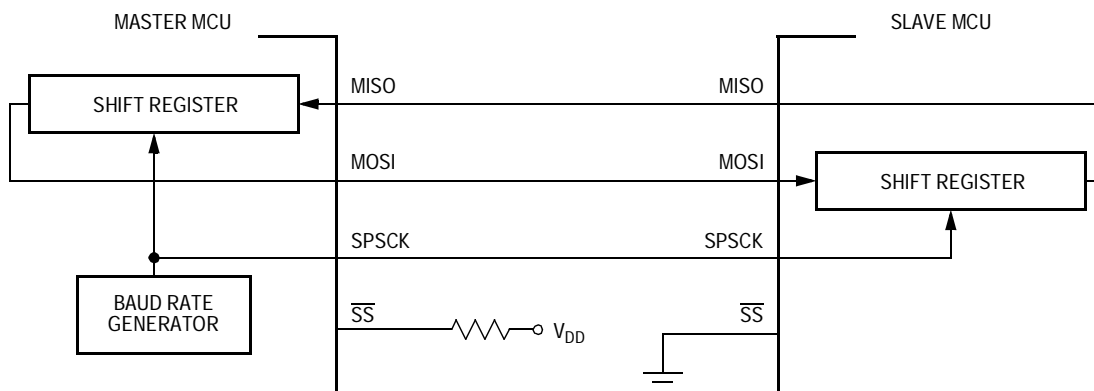 MASTER MCU
SLAVE MCU
SHIFT REGISTER
MISO
MISO
MOSI
MOSI
SHIFT REGISTER
SPSCK
SPSCK
BAUD RATE
GENERATOR
SS
VDD
SS